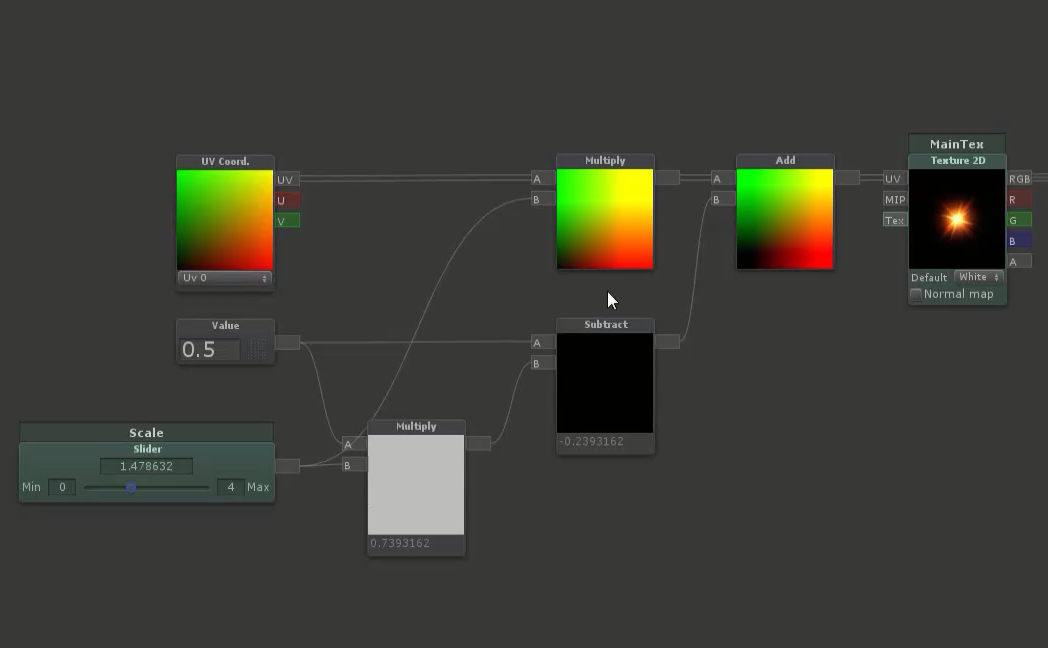 MainTex
UV Coord.
Multiply
Add
Texture 2D
UV
A
A
UV
RGB
U
B
B
MIP
R
V
Tex
G
B
A
Uv 0
Default White
Normal map
Value
Subtract
0.5
A
B
Scale
Multiply
Slider
A
-0.2393162
1.478632
B
Min 0
4 Max
0.7393162